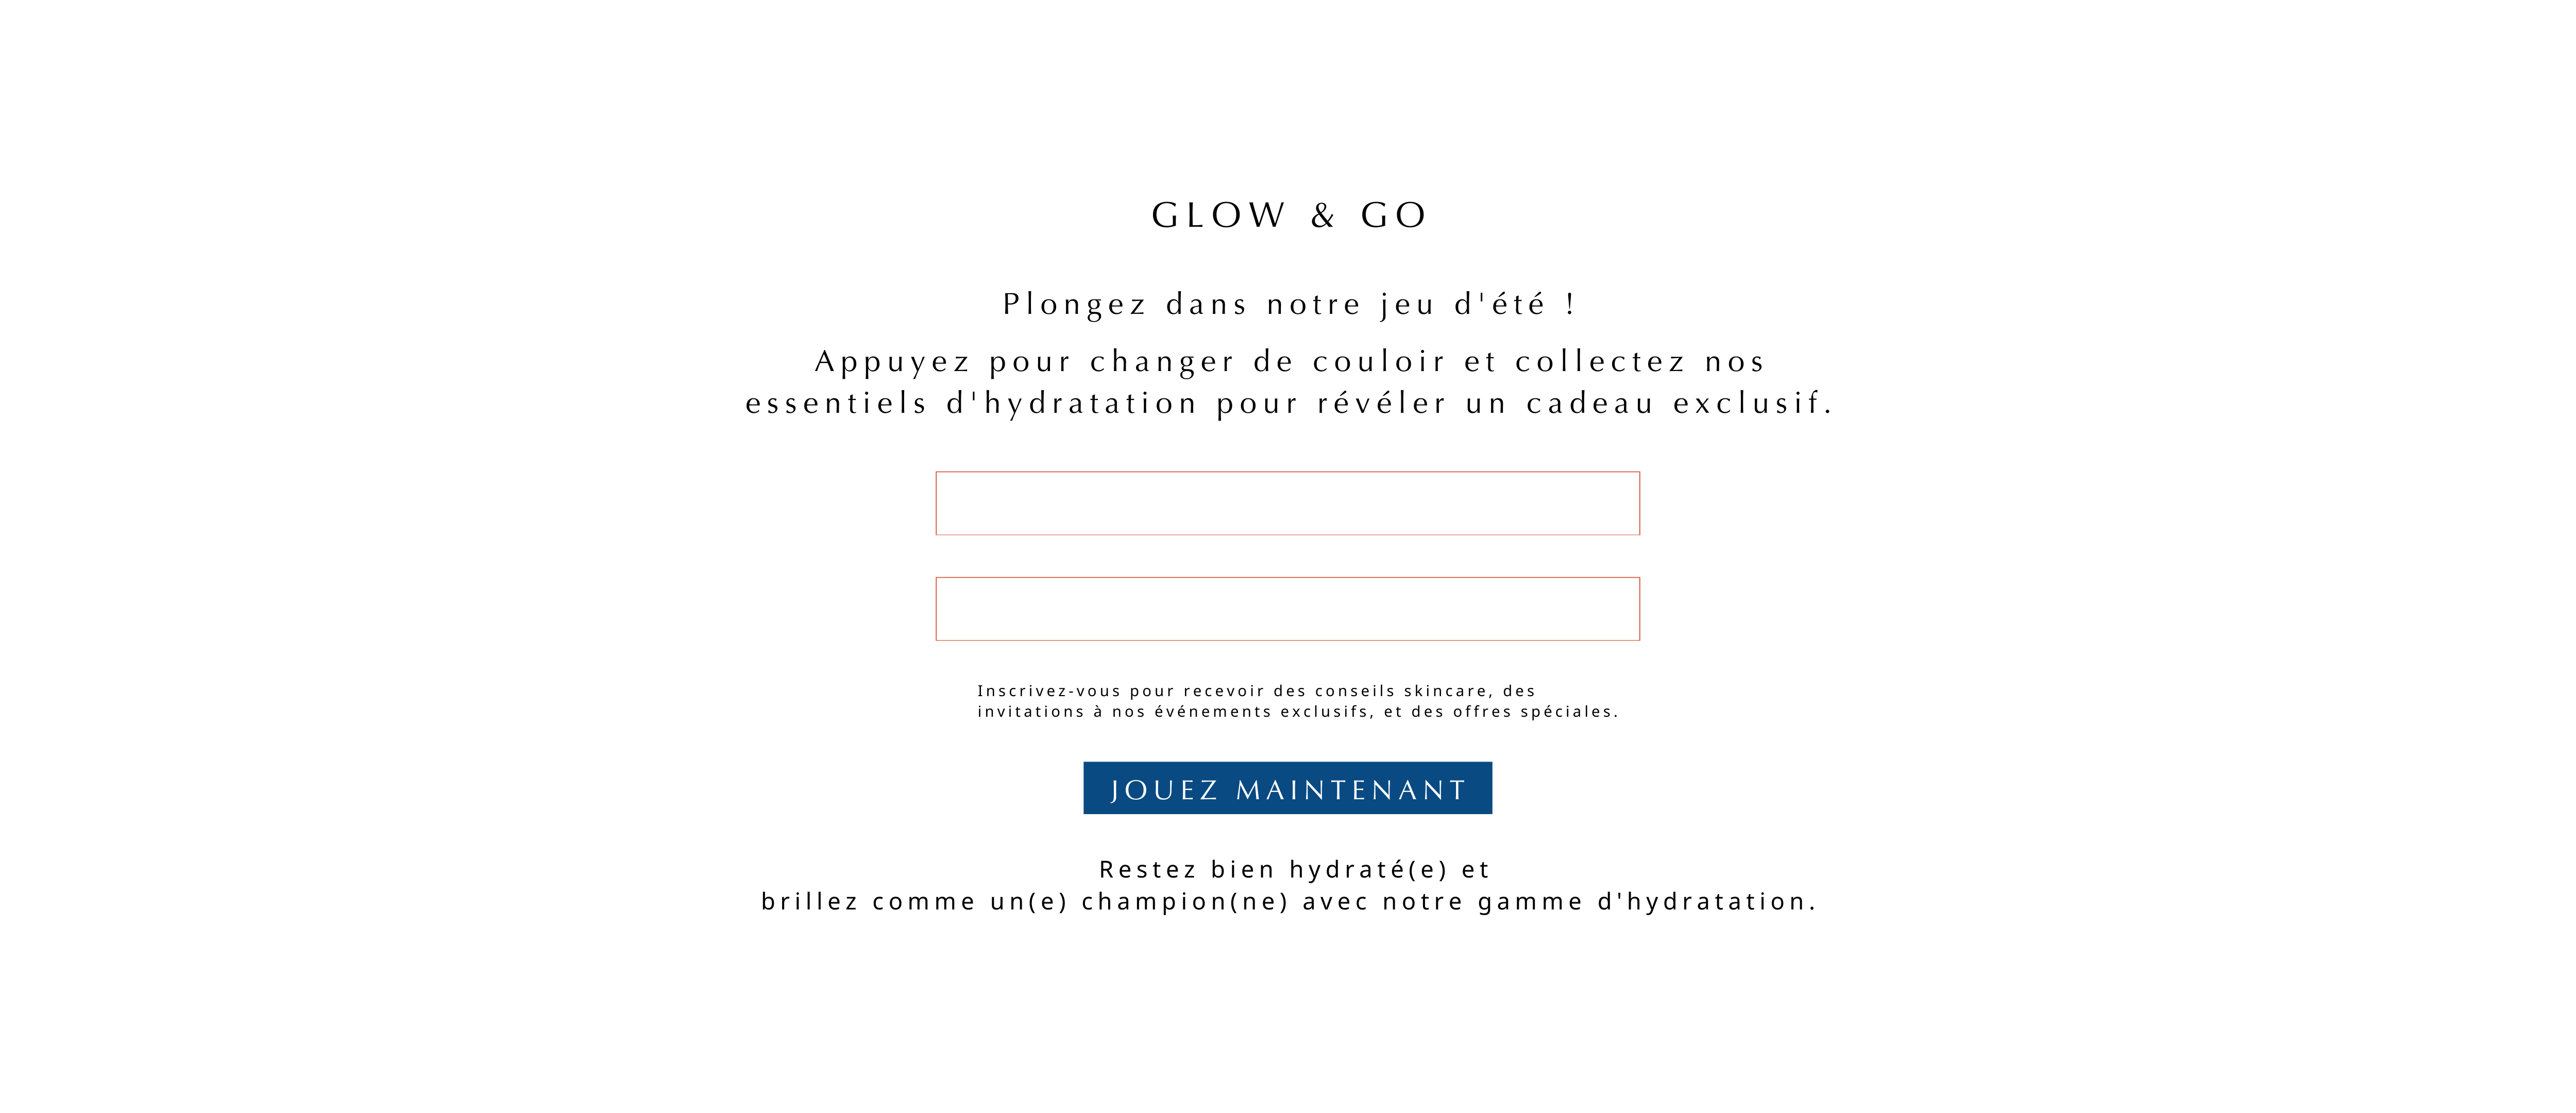 GLOW & GO
Plongez dans notre jeu d'été !
Appuyez pour changer de couloir et collectez nos
essentiels d'hydratation pour révéler un cadeau exclusif.
Inscrivez-vous pour recevoir des conseils skincare, des
invitations à nos événements exclusifs, et des offres spéciales.
JOUEZ MAINTENANT
Restez bien hydraté(e) et
brillez comme un(e) champion(ne) avec notre gamme d'hydratation.